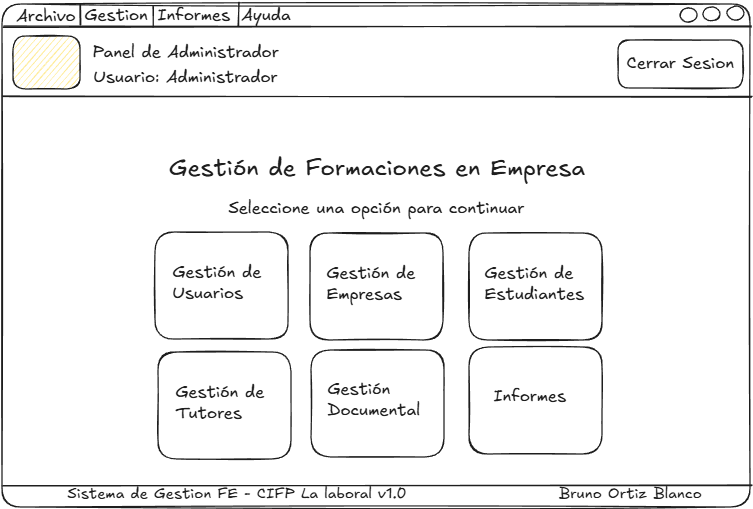 Archivo Gestion Informes Ayuda
Panel de Administrador
Usuario: Administrador
Cerrar Sesion
Gestión de Formaciones en Empresa
Seleccione una opción para continuar
Gestión de
Usuarios
Gestión de
Empresas
Gestión de
Estudiantes
Gestión de
Tutores
Gestión
Documental
Informes
Sistema de Gestion FE - CIFP La laboral v1.0
Bruno Ortiz Blanco